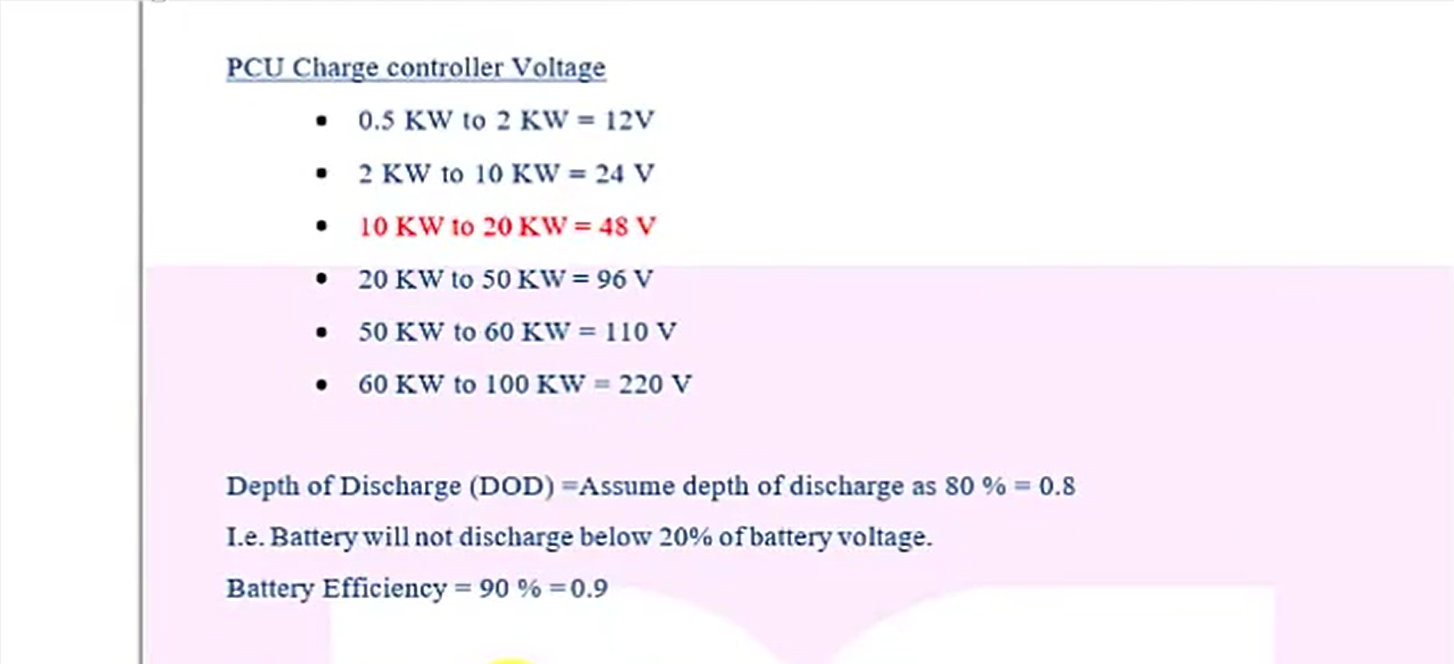 PCU Charge controller Voltage
• 0.5 KW to 2 KW = 12V
• 2 KW to 10 KW = 24 V
• 10 KW to 20 KW = 48 V
• 20 KW to 50 KW = 96 V
• 50 KW to 60 KW = 110 V
• 60 KW to 100 KW = 220 V
Depth of Discharge (DOD) =Assume depth of discharge as 80 % = 0.8
I.e. Battery will not discharge below 20% of battery voltage.
Battery Efficiency = 90 % =0.9